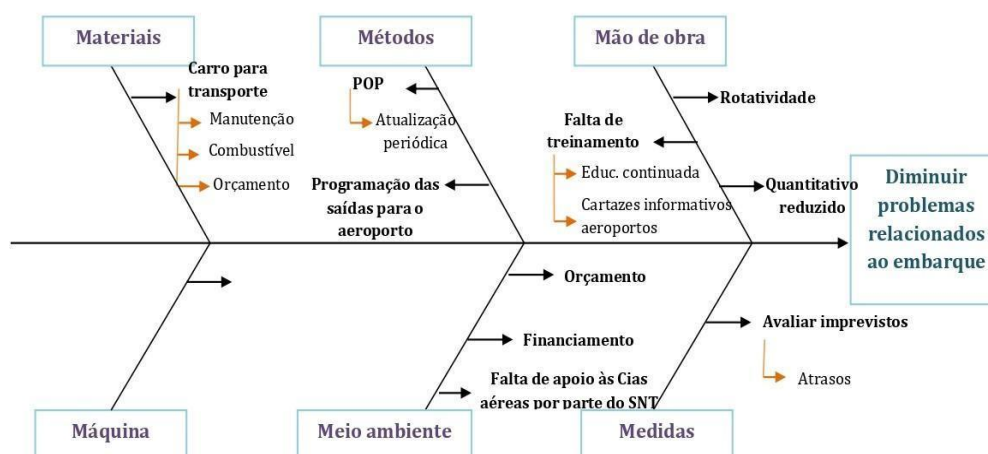 Materiais
Métodos
Mão de obra
Carro para
transporte
Manutenção
Combustível
Orçamento
POP
Atualização
periódica
Programação das
saídas para o
aeroporto
Rotatividade
Falta de
treinamento
Educ. continuada
Cartazes informativos
aeroportos
Quantitativo
reduzido
Diminuir
problemas
relacionados
ao embarque
Orçamento
Financiamento
Falta de apoio às Cias
aéreas por parte do SNT
Avaliar imprevistos
Atrasos
Máquina
Meio ambiente
Medidas